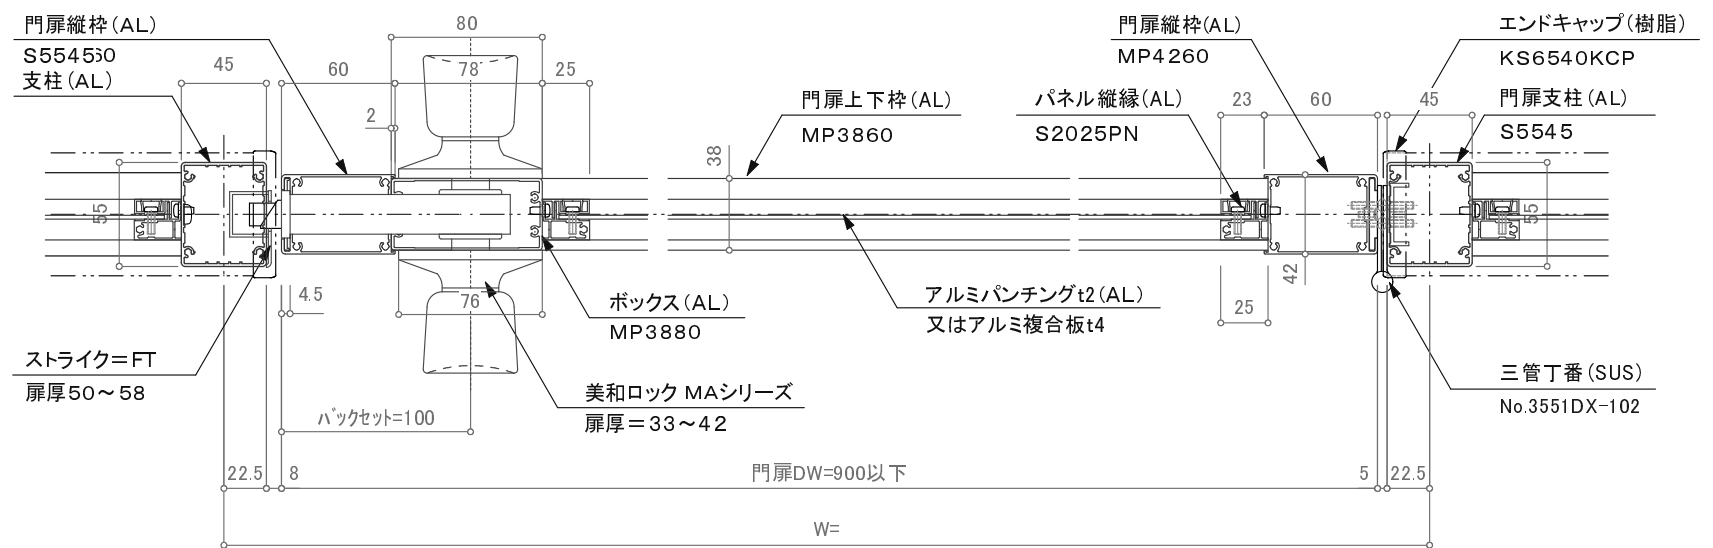 門扉縦枠(AL)
支柱(AL)
45
60
80
78
25
2
門扉上下枠(AL)
MP3860
38
パネル縦縁(AL)
S2025PN
門扉縦枠(AL)
MP4260
23
60
45
エンドキャップ(樹脂)
KS6540KCP
門扉支柱(AL)
S5545
55
55
42
25
4.5
76
ストライク=FT
扉厚50~58
ボックス(AL)
MP3880
美和ロック MAシリーズ
扉厚=33~42
アルミパンチングt2(AL)
又はアルミ複合板t4
三管丁番(SUS)
No.3551DX-102
バックセット=100
22.5
8
門扉DW=900以下
5
22.5
W=